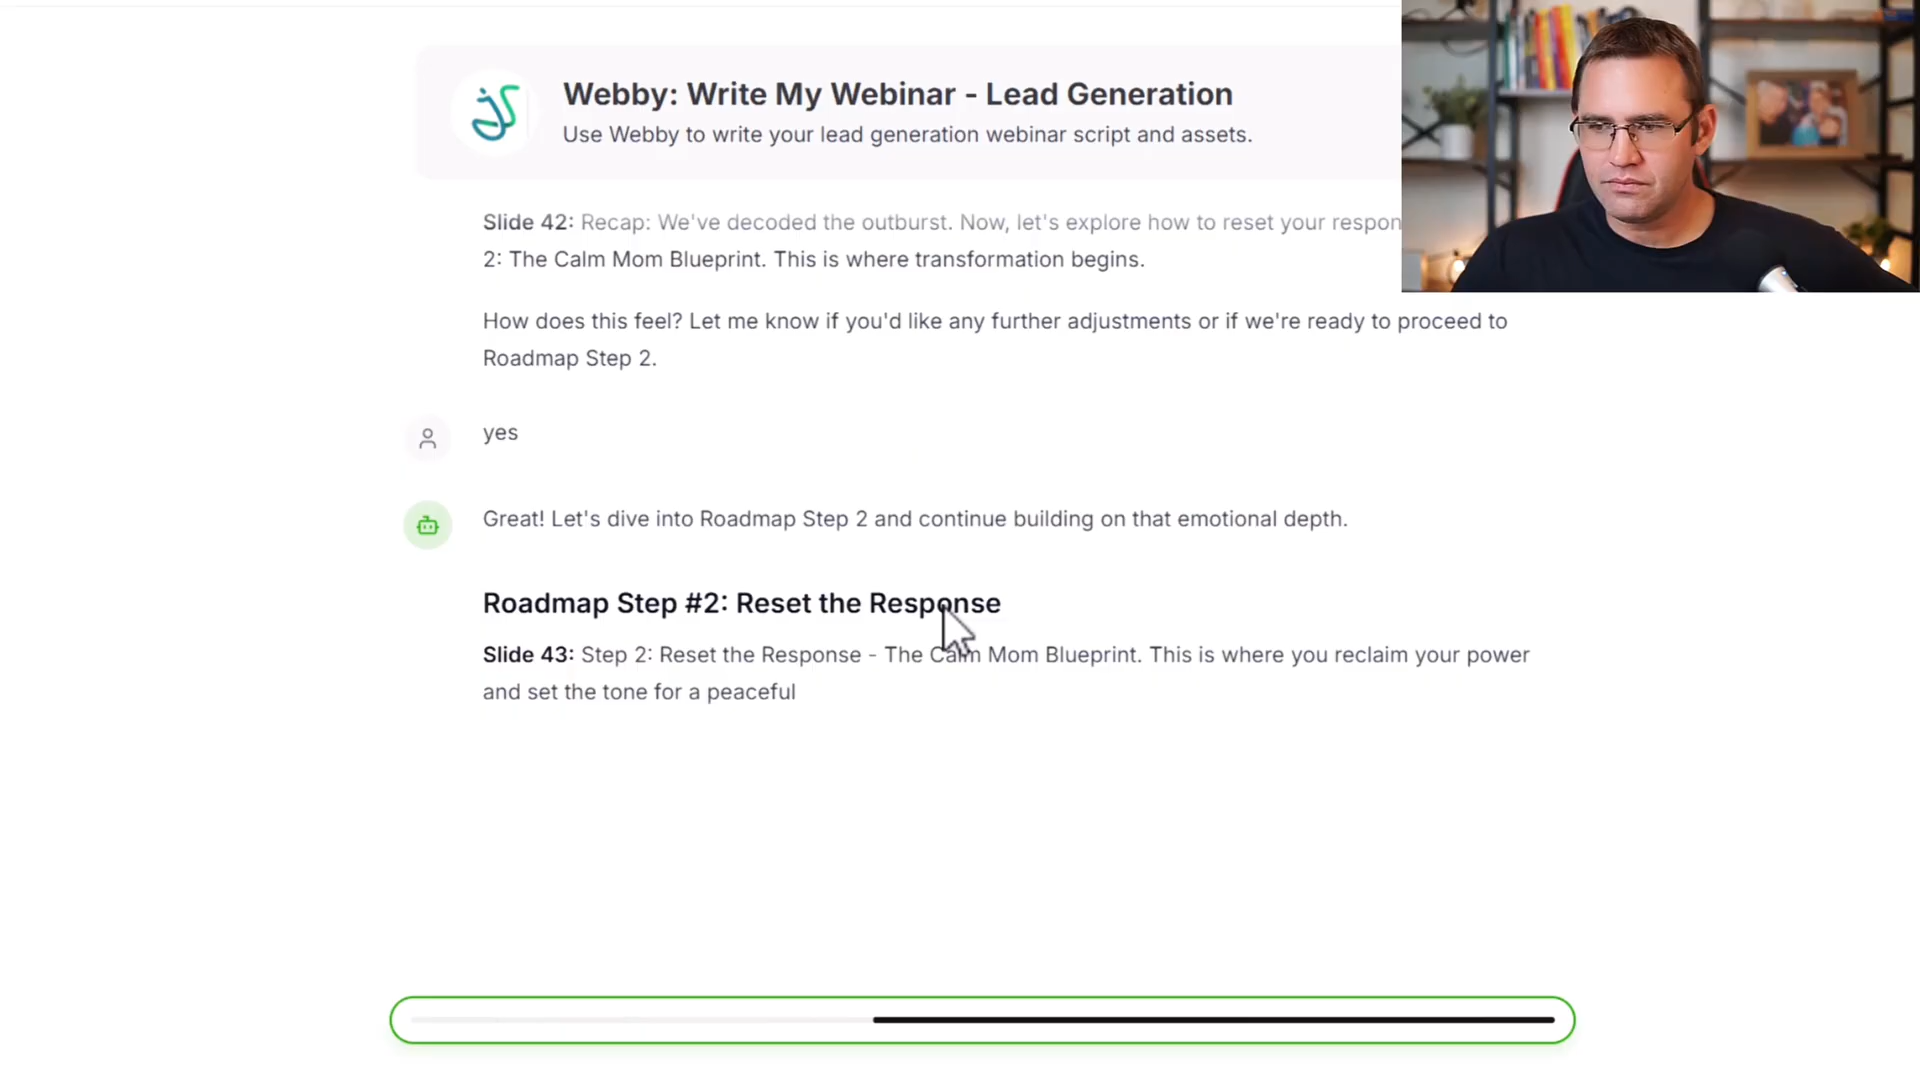 Webby: Write My Webinar - Lead Generation
Use Webby to write your lead generation webinar script and assets.
Slide 42: Recap: We've decoded the outburst. Now, let's explore how to reset your respon
2: The Calm Mom Blueprint. This is where transformation begins.
How does this feel? Let me know if you'd like any further adjustments or if we're ready to proceed to
Roadmap Step 2.
yes
Great! Let's dive into Roadmap Step 2 and continue building on that emotional depth.
Roadmap Step #2: Reset the Response
Slide 43: Step 2: Reset the Response - The Calm Mom Blueprint. This is where you reclaim your power
and set the tone for a peaceful